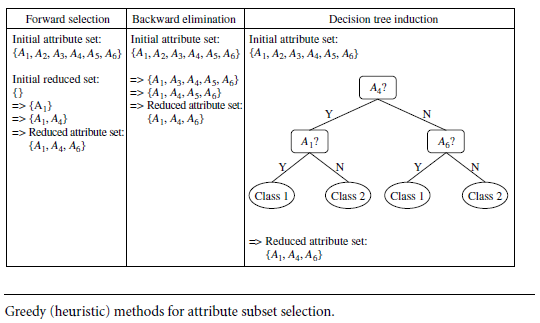 Forward selection
Initial attribute set:
{A₁, A₂, A₃, A₄, A₅, A₆}
Initial reduced set:
{}
=> {A₁}
=> {A₁, A₄}
=> Reduced attribute set:
{A₁, A₄, A₆}
Backward elimination
Initial attribute set:
{A₁, A₂, A₃, A₄, A₅, A₆}
=> {A₁, A₃, A₄, A₅, A₆}
=> {A₁, A₄, A₅, A₆}
=> Reduced attribute set:
{A₁, A₄, A₆}
Decision tree induction
Initial attribute set:
{A₁, A₂, A₃, A₄, A₅, A₆}
A₄?
Y N
A₁? A₆?
Y N Y N
Class 1 Class 2 Class 1 Class 2
=> Reduced attribute set:
{A₁, A₄, A₆}
Greedy (heuristic) methods for attribute subset selection.